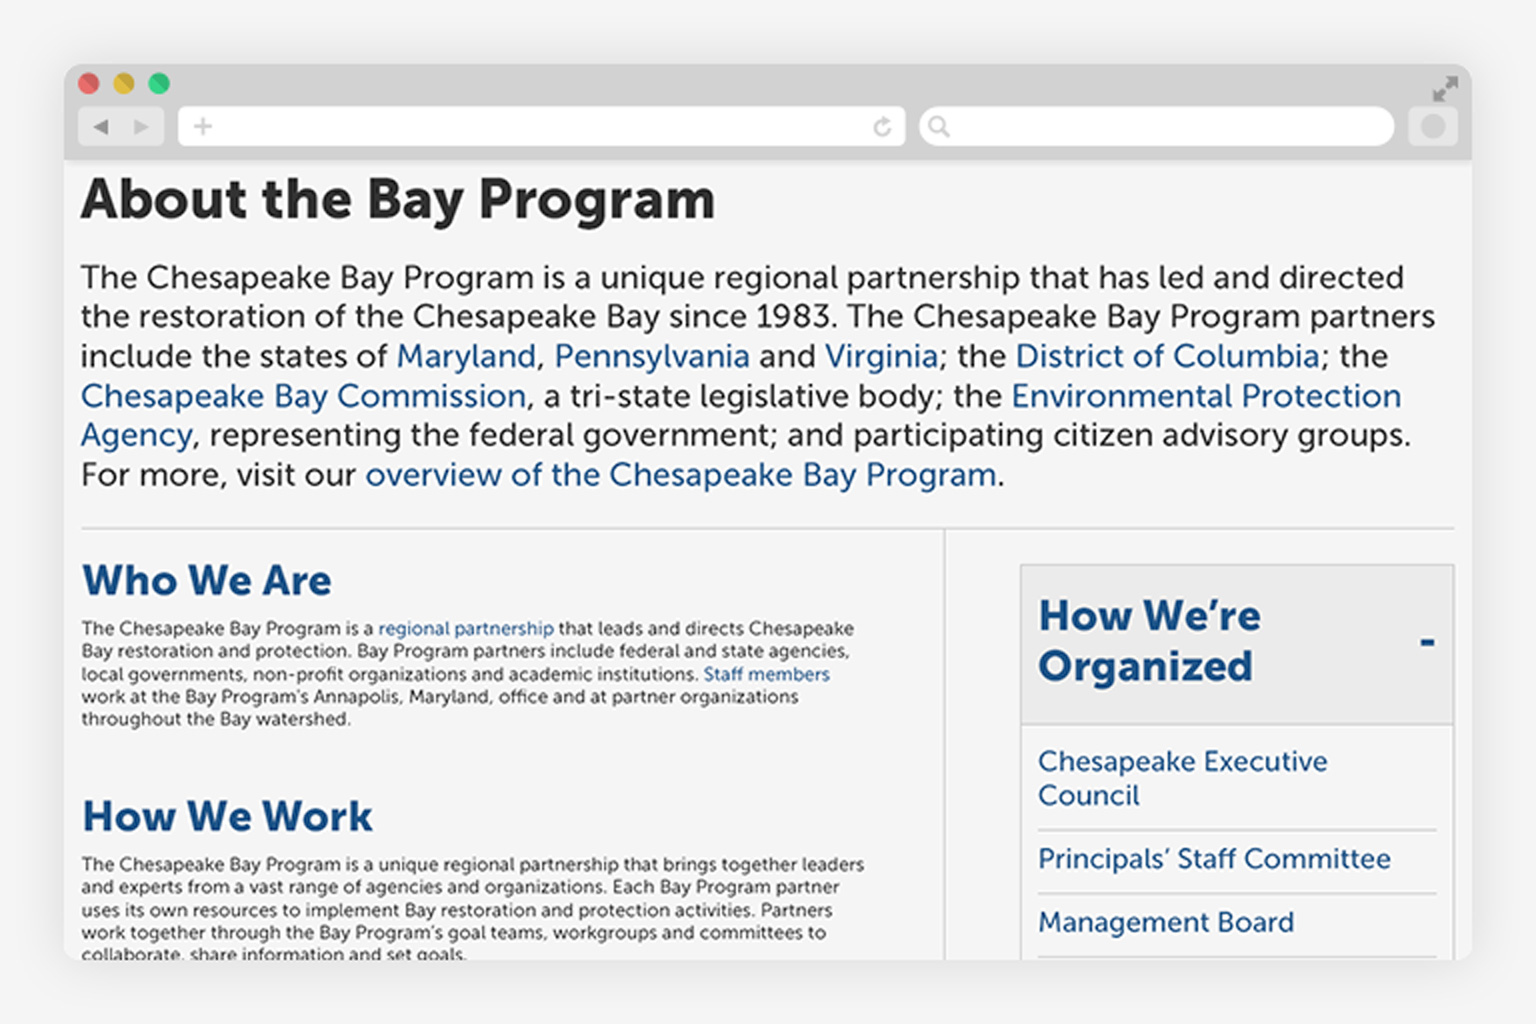 About the Bay Program
The Chesapeake Bay Program is a unique regional partnership that has led and directed
the restoration of the Chesapeake Bay since 1983. The Chesapeake Bay Program partners
include the states of Maryland, Pennsylvania and Virginia; the District of Columbia; the
Chesapeake Bay Commission, a tri-state legislative body; the Environmental Protection
Agency, representing the federal government; and participating citizen advisory groups.
For more, visit our overview of the Chesapeake Bay Program.
Who We Are
The Chesapeake Bay Program is a regional partnership that leads and directs Chesapeake
Bay restoration and protection. Bay Program partners include federal and state agencies,
local governments, non-profit organizations and academic institutions. Staff members
work at the Bay Program's Annapolis, Maryland, office and at partner organizations
throughout the Bay watershed.
How We Work
The Chesapeake Bay Program is a unique regional partnership that brings together leaders
and experts from a vast range of agencies and organizations. Each Bay Program partner
uses its own resources to implement Bay restoration and protection activities. Partners
work together through the Bay Program's goal teams, workgroups and committees to
collaborate, share information and set goals.
How We're
Organized
-
Chesapeake Executive
Council
Principals' Staff Committee
Management Board